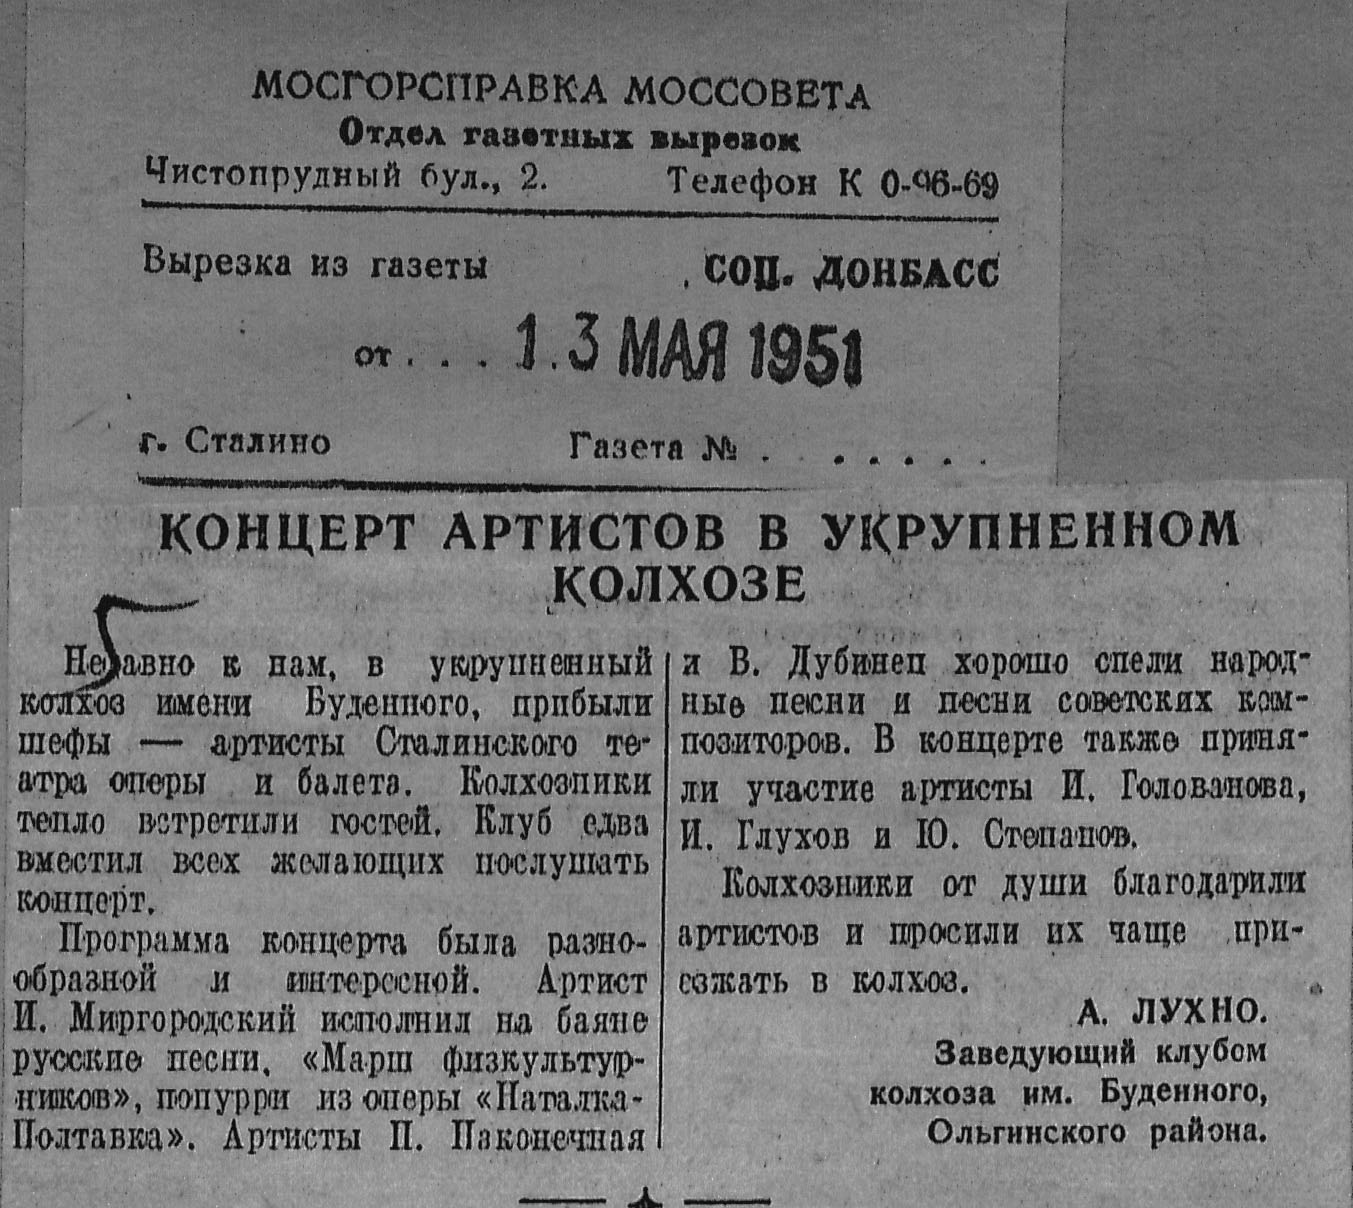 МОСГОРСПРАВКА МОССОВЕТА
Отдел газетных вырезок
Чистопрудный бул., 2. Телефон К 0-96-69
Вырезка из газеты СОЦ. ДОНБАСС
от . . . . 13 МАЯ 1951
г. Сталино Газета № . . . . . . .
КОНЦЕРТ АРТИСТОВ В УКРУПНЕННОМ
КОЛХОЗЕ
Недавно к нам, в укрупненный
колхоз имени Буденного, прибыли
шефы — артисты Сталинского те-
атра оперы и балета. Колхозники
тепло встретили гостей. Клуб едва
вместил всех желающих послушать
концерт.
Программа концерта была разно-
образной и интересной. Артист
И. Миргородский исполнил на баяне
русские песни, «Марш физкультур-
ников», попурри из оперы «Наталка-
Полтавка». Артисты П. Наконечная
и В. Дубинец хорошо спели народ-
ные песни и песни советских ком-
позиторов. В концерте также приня-
ли участие артисты И. Голованова,
И. Глухов и Ю. Степанов.
Колхозники от души благодарили
артистов и просили их чаще при-
езжать в колхоз.
А. ЛУХНО.
Заведующий клубом
колхоза им. Буденного,
Ольгинского района.